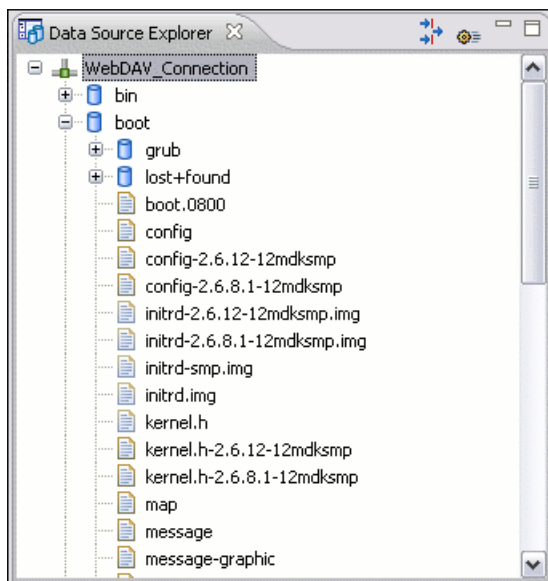 Data Source Explorer
WebDAV_Connection
bin
boot
grub
lost+found
boot.0800
config
config-2.6.12-12mdksmp
config-2.6.8.1-12mdksmp
initrd-2.6.12-12mdksmp.img
initrd-2.6.8.1-12mdksmp.img
initrd-smp.img
initrd.img
kernel.h
kernel.h-2.6.12-12mdksmp
kernel.h-2.6.8.1-12mdksmp
map
message
message-graphic